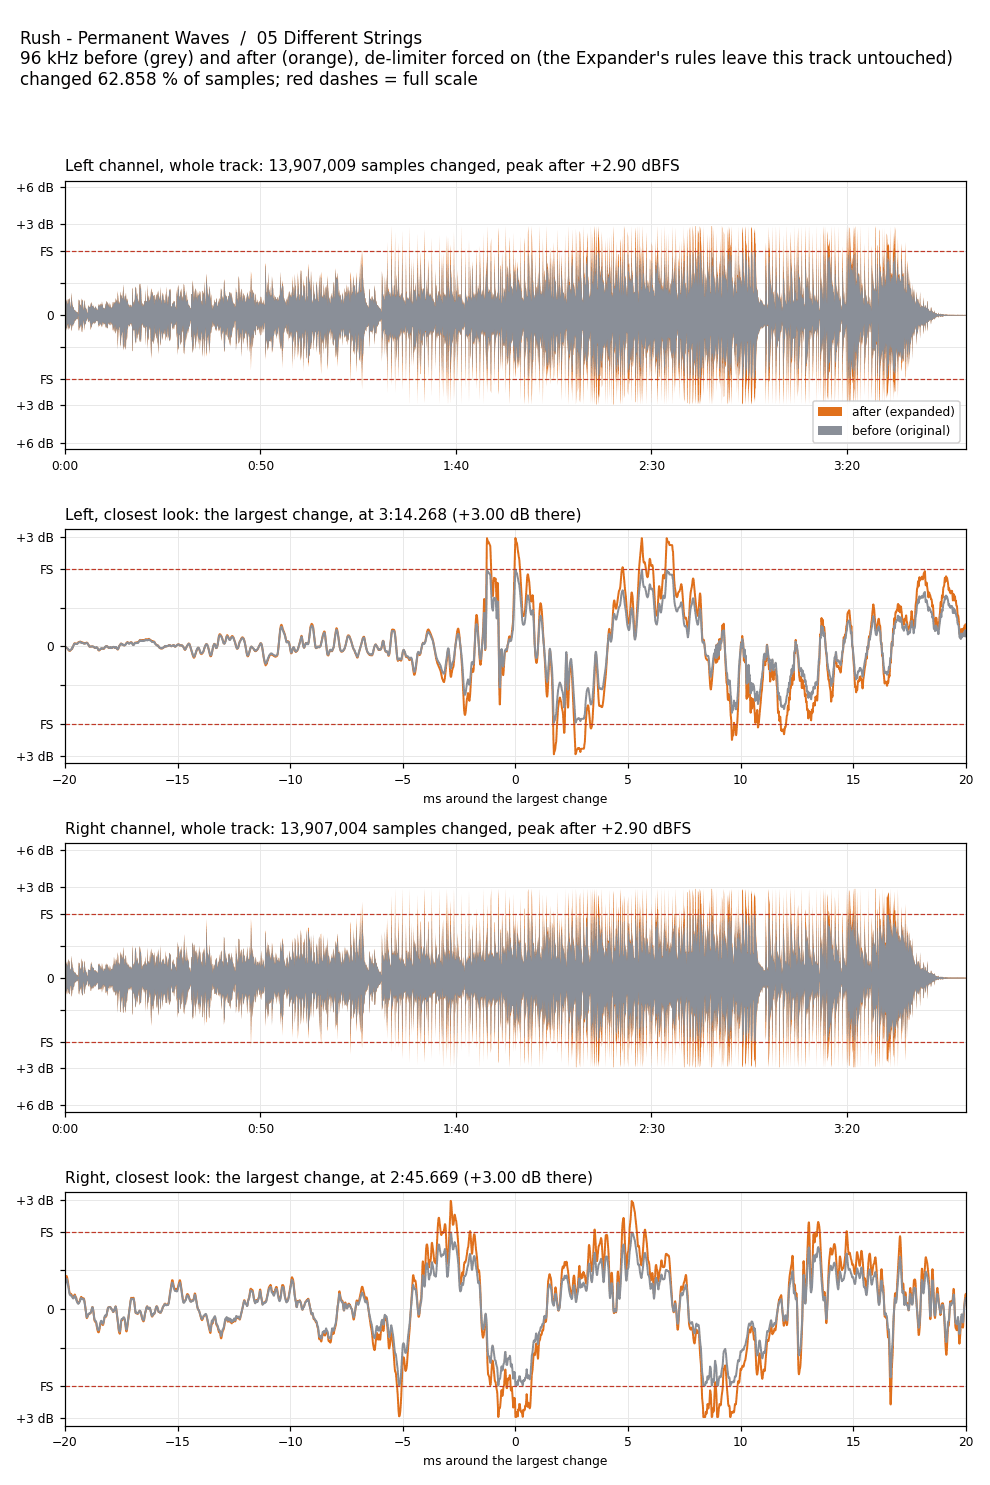 Rush - Permanent Waves  /  05 Different Strings
96 kHz before (grey) and after (orange), de-limiter forced on (the Expander's rules leave this track untouched)
changed 62.858 % of samples; red dashes = full scale
Left channel, whole track: 13,907,009 samples changed, peak after +2.90 dBFS
+6 dB
+3 dB
FS
0
FS
+3 dB
+6 dB
after (expanded)
before (original)
0:00 0:50 1:40 2:30 3:20
Left, closest look: the largest change, at 3:14.268 (+3.00 dB there)
+3 dB
FS
0
FS
+3 dB
−20 −15 −10 −5 0 5 10 15 20
ms around the largest change
Right channel, whole track: 13,907,004 samples changed, peak after +2.90 dBFS
+6 dB
+3 dB
FS
0
FS
+3 dB
+6 dB
0:00 0:50 1:40 2:30 3:20
Right, closest look: the largest change, at 2:45.669 (+3.00 dB there)
+3 dB
FS
0
FS
+3 dB
−20 −15 −10 −5 0 5 10 15 20
ms around the largest change